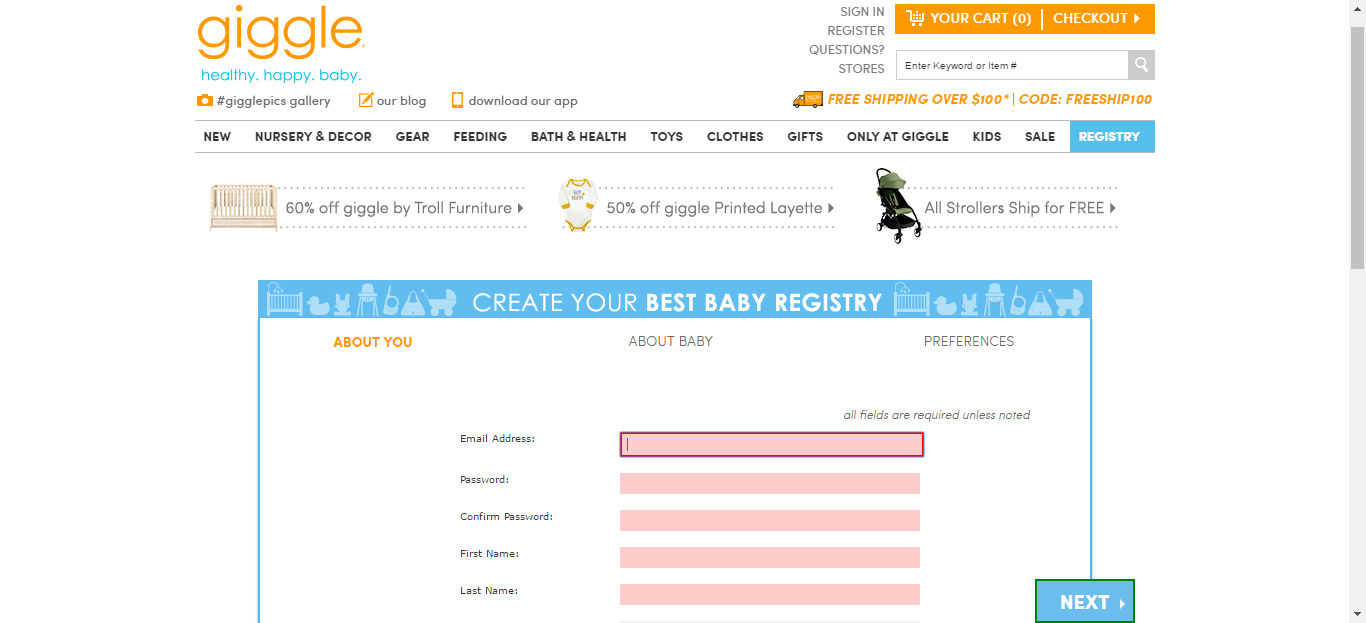 giggle
healthy. happy. baby.
SIGN IN
REGISTER
QUESTIONS?
STORES
YOUR CART (0) CHECKOUT
Enter Keyword or Item #
#gigglepics gallery our blog download our app
FREE SHIPPING OVER $100* | CODE: FREESHIP100
NEW NURSERY & DECOR GEAR FEEDING BATH & HEALTH TOYS CLOTHES GIFTS ONLY AT GIGGLE KIDS SALE REGISTRY
60% off giggle by Troll Furniture 50% off giggle Printed Layette All Strollers Ship for FREE
CREATE YOUR BEST BABY REGISTRY
ABOUT YOU ABOUT BABY PREFERENCES
all fields are required unless noted
Email Address:
Password:
Confirm Password:
First Name:
Last Name:
NEXT